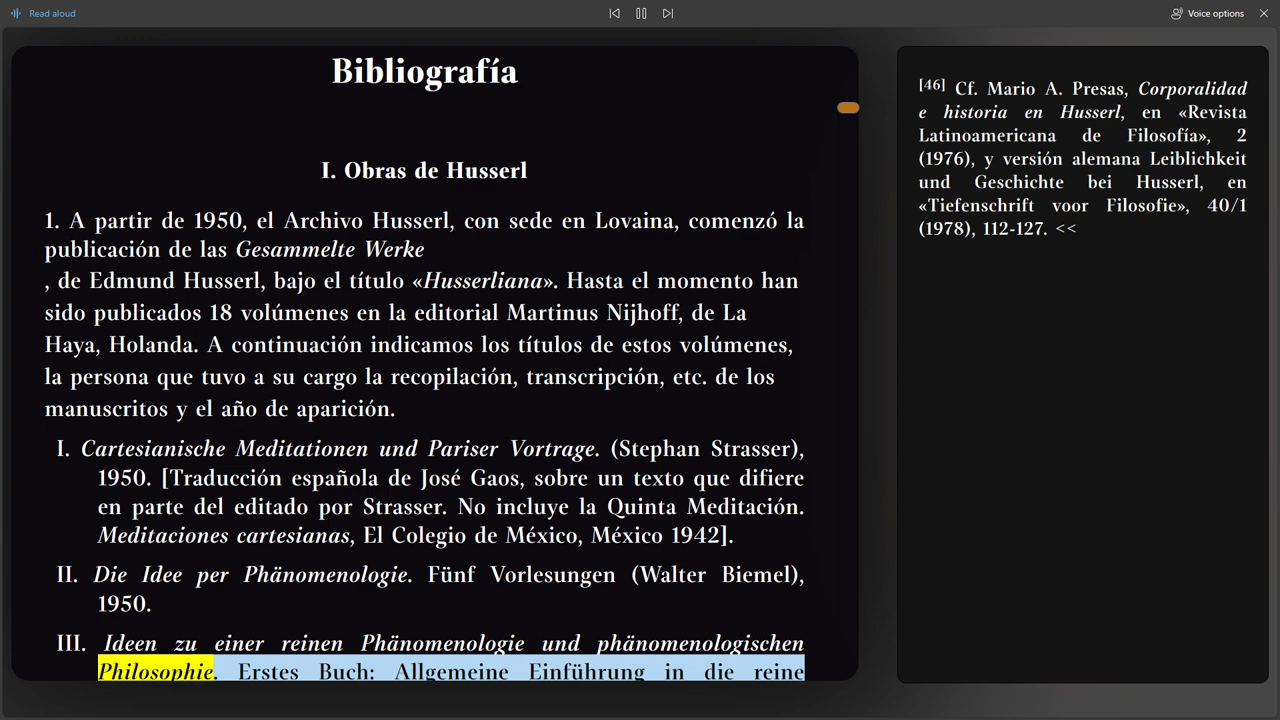 Read aloud
Voice options
Bibliografía
I. Obras de Husserl
1. A partir de 1950, el Archivo Husserl, con sede en Lovaina, comenzó la
publicación de las Gesammelte Werke
, de Edmund Husserl, bajo el título «Husserliana». Hasta el momento han
sido publicados 18 volúmenes en la editorial Martinus Nijhoff, de La
Haya, Holanda. A continuación indicamos los títulos de estos volúmenes,
la persona que tuvo a su cargo la recopilación, transcripción, etc. de los
manuscritos y el año de aparición.
I. Cartesianische Meditationen und Pariser Vortrage. (Stephan Strasser),
1950. [Traducción española de José Gaos, sobre un texto que difiere
en parte del editado por Strasser. No incluye la Quinta Meditación.
Meditaciones cartesianas, El Colegio de México, México 1942].
II. Die Idee per Phänomenologie. Fünf Vorlesungen (Walter Biemel),
1950.
III. Ideen zu einer reinen Phänomenologie und phänomenologischen
Philosophie. Erstes Buch: Allgemeine Einführung in die reine
[46] Cf. Mario A. Presas, Corporalidad
e historia en Husserl, en «Revista
Latinoamericana de Filosofía», 2
(1976), y versión alemana Leiblichkeit
und Geschichte bei Husserl, en
«Tiefenschrift voor Filosofie», 40/1
(1978), 112-127. <<